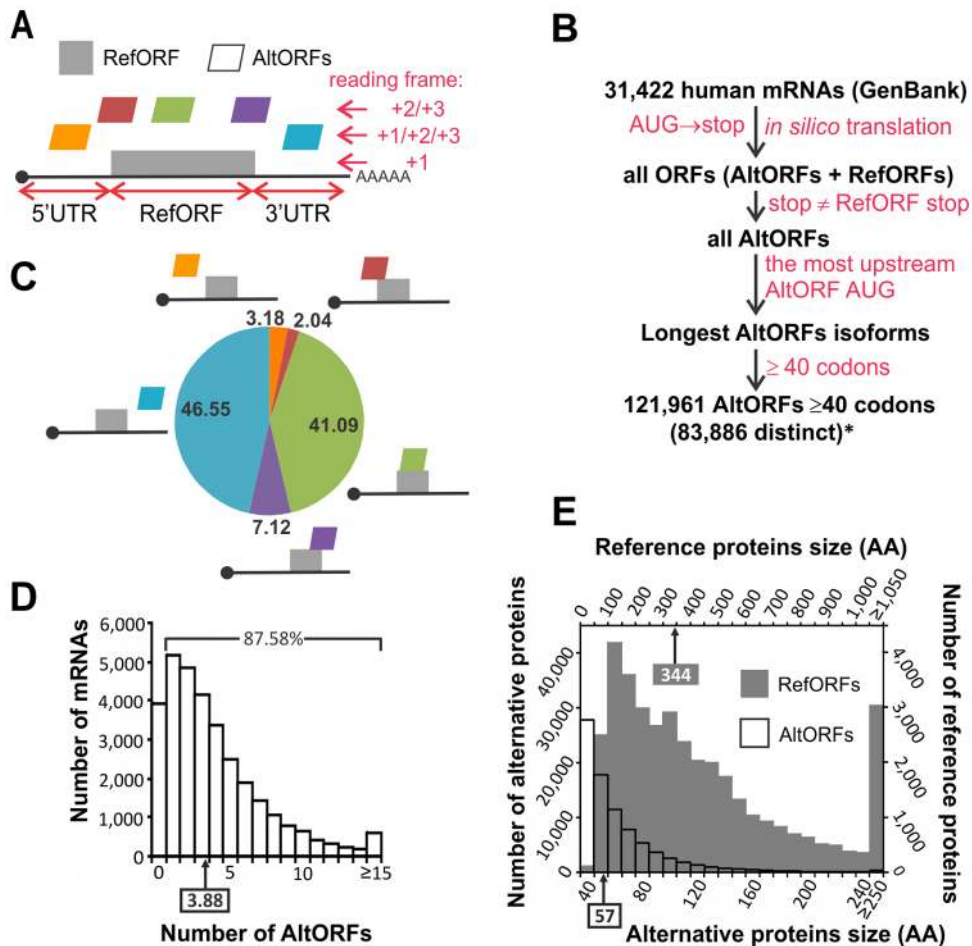 A
RefORF
AltORFs
reading frame:
+2/+3
+1/+2/+3
+1
AAAAA
5'UTR
RefORF
3'UTR
B
31,422 human mRNAs (GenBank)
AUG→stop
in silico translation
all ORFs (AltORFs + RefORFs)
stop ≠ RefORF stop
all AltORFs
the most upstream
AltORF AUG
Longest AltORFs isoforms
≥ 40 codons
121,961 AltORFs ≥40 codons
(83,886 distinct)*
C
3.18
2.04
46.55
41.09
7.12
D
Number of mRNAs
6,000
5,000
4,000
3,000
2,000
1,000
0
87.58%
0
5
10
≥15
3.88
Number of AltORFs
E
Reference proteins size (AA)
0
100
200
300
400
500
600
700
800
900
1,000
≥1,050
Number of alternative proteins
40,000
30,000
20,000
10,000
0
344
RefORFs
AltORFs
4,000
3,000
2,000
1,000
0
Number of reference proteins
40
80
120
160
200
240
≥250
57
Alternative proteins size (AA)